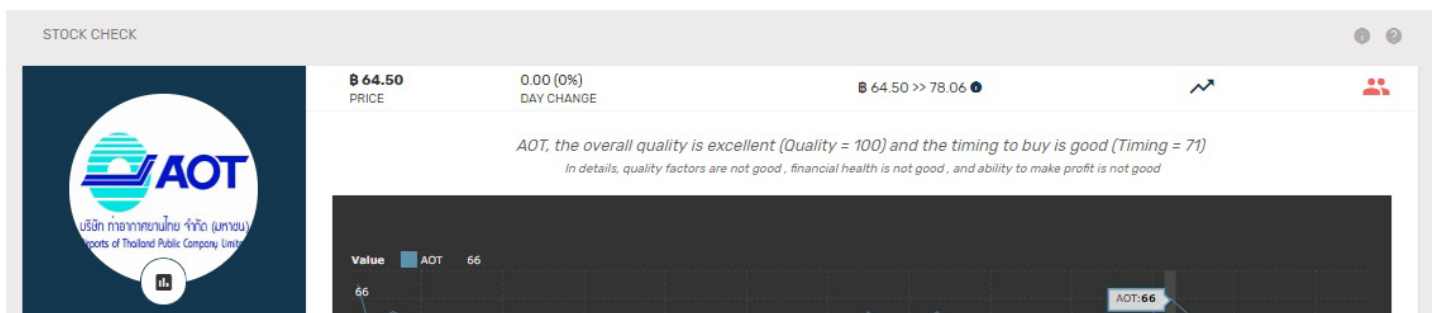 STOCK CHECK
฿ 64.50
PRICE
0.00 (0%)
DAY CHANGE
฿ 64.50 >> 78.06
AOT, the overall quality is excellent (Quality = 100) and the timing to buy is good (Timing = 71)
In details, quality factors are not good , financial health is not good , and ability to make profit is not good
AOT
บริษัท ท่าอากาศยานไทย จำกัด (มหาชน)
of Thailand Public Company
Value AOT 66
66
AOT:66